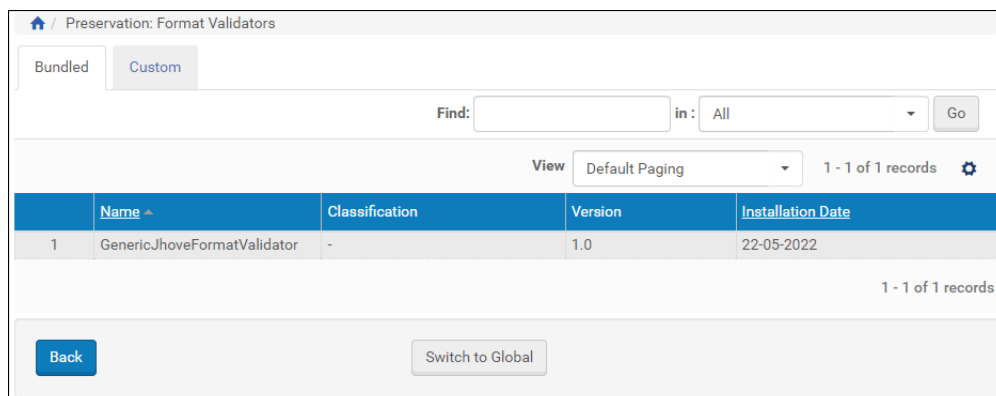 / Preservation: Format Validators
Bundled Custom
Find: in : All Go
View Default Paging 1 - 1 of 1 records
Name Classification Version Installation Date
1 GenericJhoveFormatValidator - 1.0 22-05-2022
1 - 1 of 1 records
Back Switch to Global